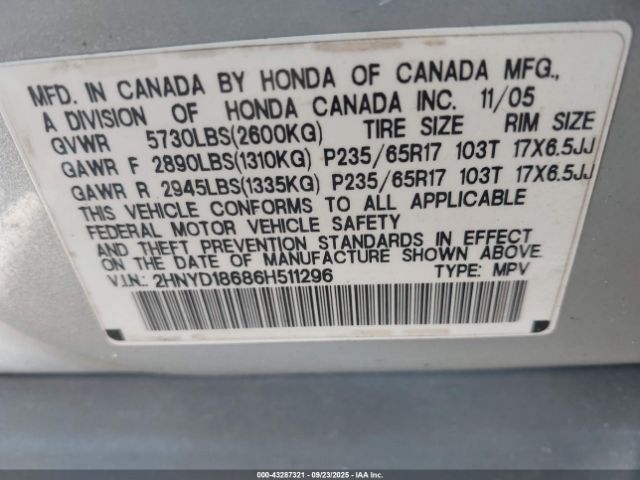 MFD. IN CANADA BY HONDA OF CANADA MFG.,
A DIVISION OF HONDA CANADA INC. 11/05
GVWR 5730LBS(2600KG) TIRE SIZE RIM SIZE
GAWR F 2890LBS(1310KG) P235/65R17 103T 17X6.5JJ
GAWR R 2945LBS(1335KG) P235/65R17 103T 17X6.5JJ
THIS VEHICLE CONFORMS TO ALL APPLICABLE
FEDERAL MOTOR VEHICLE SAFETY
AND THEFT PREVENTION STANDARDS IN EFFECT ON
THE DATE OF MANUFACTURE SHOWN ABOVE.
V.I.N.: 2HNYD18686H511296 TYPE: MPV
000-43287321 - 09/23/2025 - IAA Inc.